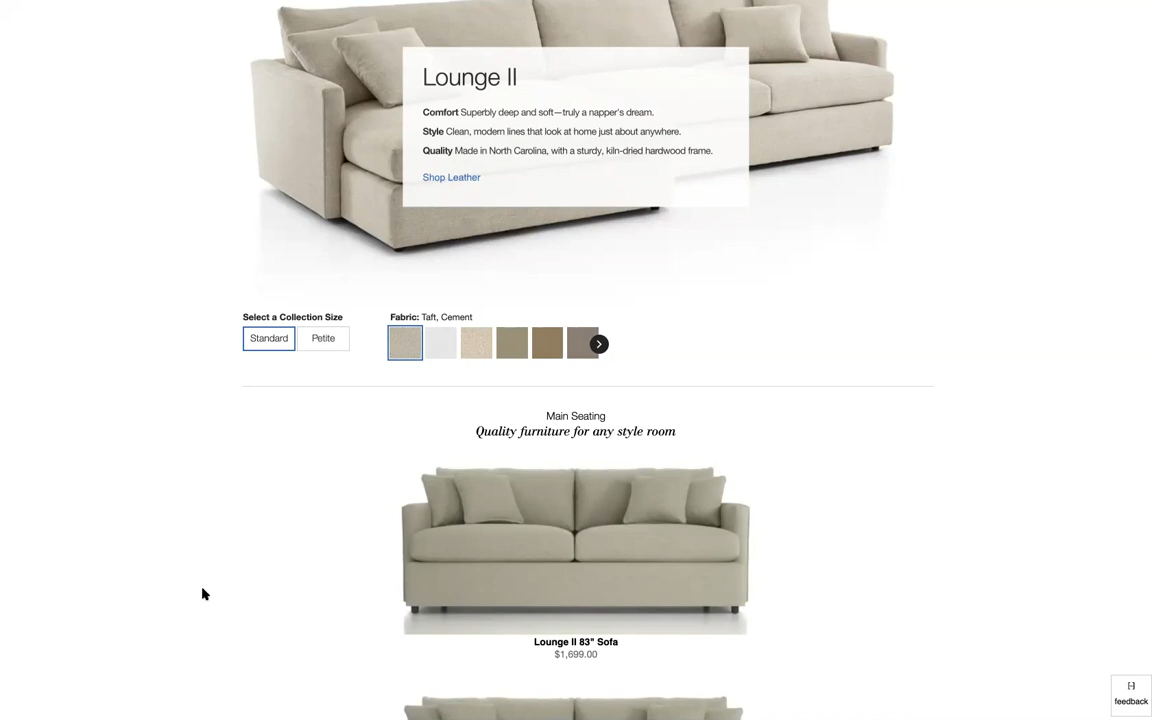 Lounge II
Comfort Superbly deep and soft—truly a napper's dream.
Style Clean, modern lines that look at home just about anywhere.
Quality Made in North Carolina, with a sturdy, kiln-dried hardwood frame.
Shop Leather
Select a Collection Size
Standard
Petite
Fabric: Taft, Cement
Main Seating
Quality furniture for any style room
Lounge II 83" Sofa
$1,699.00
[-]
feedback